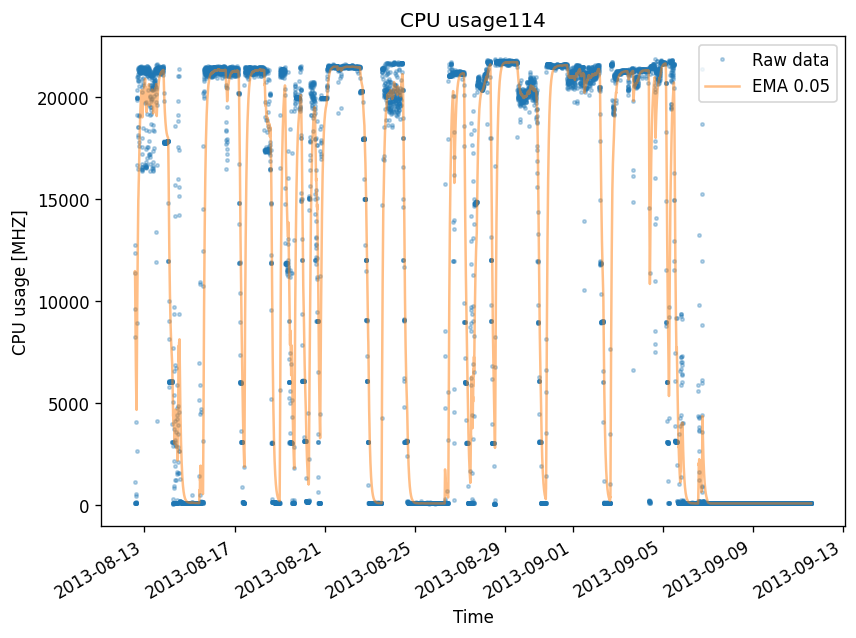 CPU usage114
CPU usage [MHZ]
20000
15000
10000
5000
0
Raw data
EMA 0.05
2013-08-13
2013-08-17
2013-08-21
2013-08-25
2013-08-29
2013-09-01
2013-09-05
2013-09-09
2013-09-13
Time